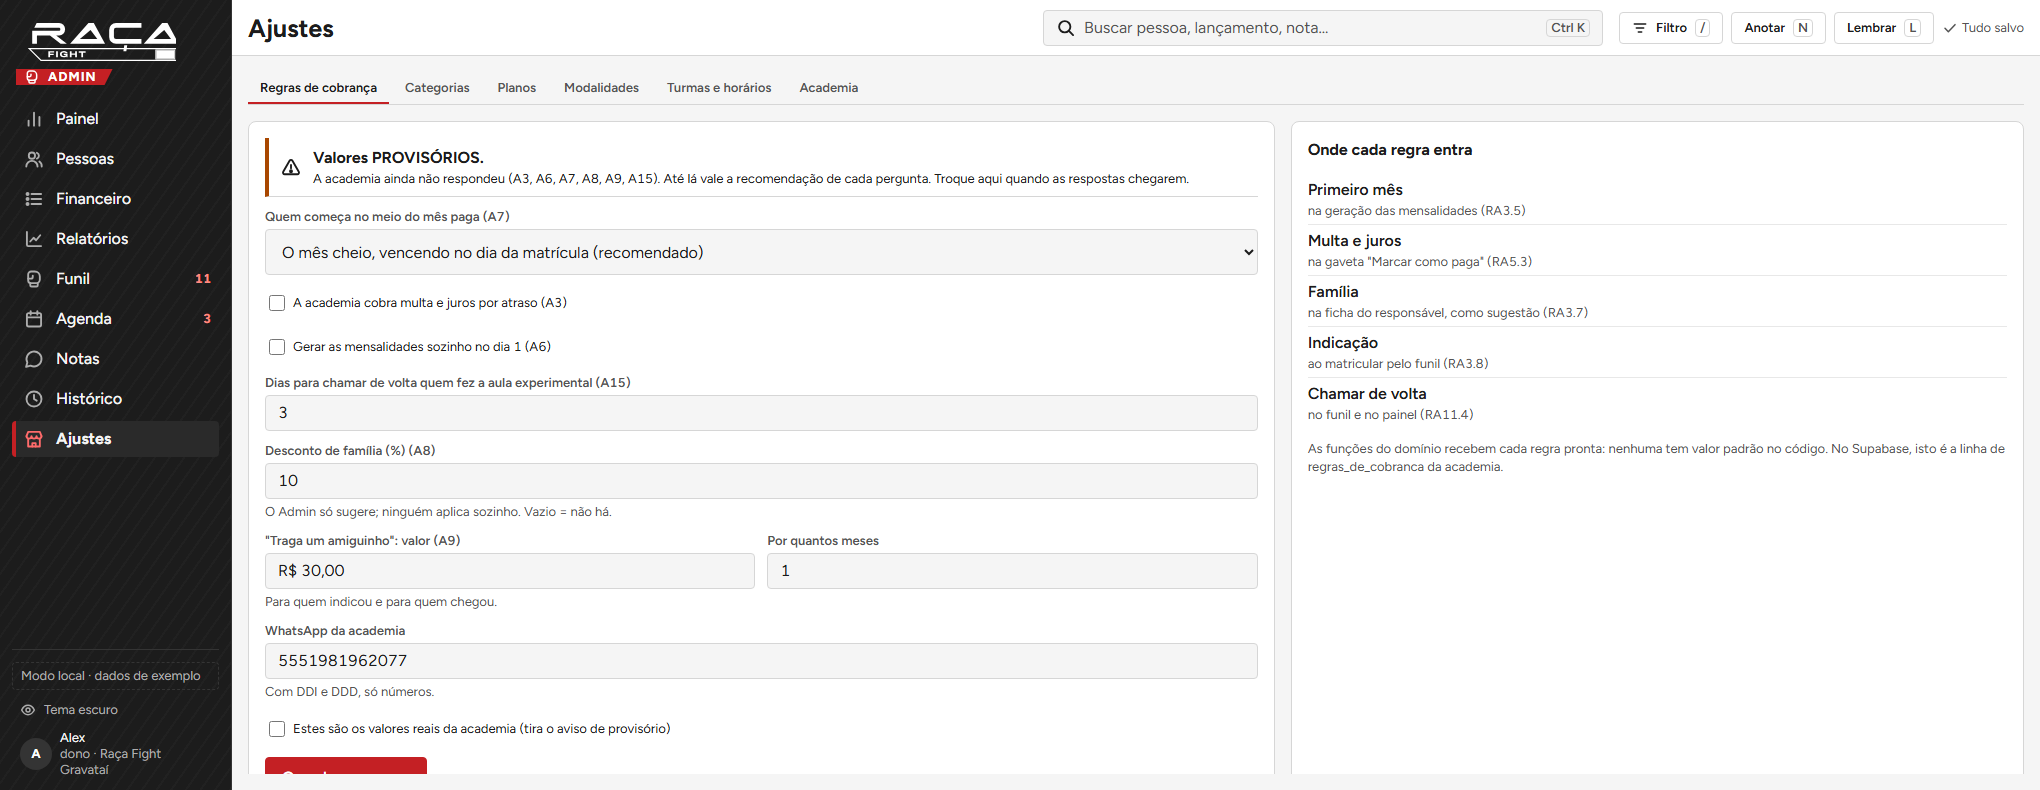 RAÇA
FIGHT
ADMIN
Painel
Pessoas
Financeiro
Relatórios
Funil 11
Agenda 3
Notas
Histórico
Ajustes
Modo local · dados de exemplo
Tema escuro
A
Alex
dono · Raça Fight
Gravataí
Ajustes
Buscar pessoa, lançamento, nota... Ctrl K
Filtro /
Anotar N
Lembrar L
Tudo salvo
Regras de cobrança Categorias Planos Modalidades Turmas e horários Academia
Valores PROVISÓRIOS.
A academia ainda não respondeu (A3, A6, A7, A8, A9, A15). Até lá vale a recomendação de cada pergunta. Troque aqui quando as respostas chegarem.
Quem começa no meio do mês paga (A7)
O mês cheio, vencendo no dia da matrícula (recomendado)
A academia cobra multa e juros por atraso (A3)
Gerar as mensalidades sozinho no dia 1 (A6)
Dias para chamar de volta quem fez a aula experimental (A15)
3
Desconto de família (%) (A8)
10
O Admin só sugere; ninguém aplica sozinho. Vazio = não há.
"Traga um amiguinho": valor (A9) Por quantos meses
R$ 30,00 1
Para quem indicou e para quem chegou.
WhatsApp da academia
5551981962077
Com DDI e DDD, só números.
Estes são os valores reais da academia (tira o aviso de provisório)
Onde cada regra entra
Primeiro mês
na geração das mensalidades (RA3.5)
Multa e juros
na gaveta "Marcar como paga" (RA5.3)
Família
na ficha do responsável, como sugestão (RA3.7)
Indicação
ao matricular pelo funil (RA3.8)
Chamar de volta
no funil e no painel (RA11.4)
As funções do domínio recebem cada regra pronta: nenhuma tem valor padrão no código. No Supabase, isto é a linha de
regras_de_cobranca da academia.